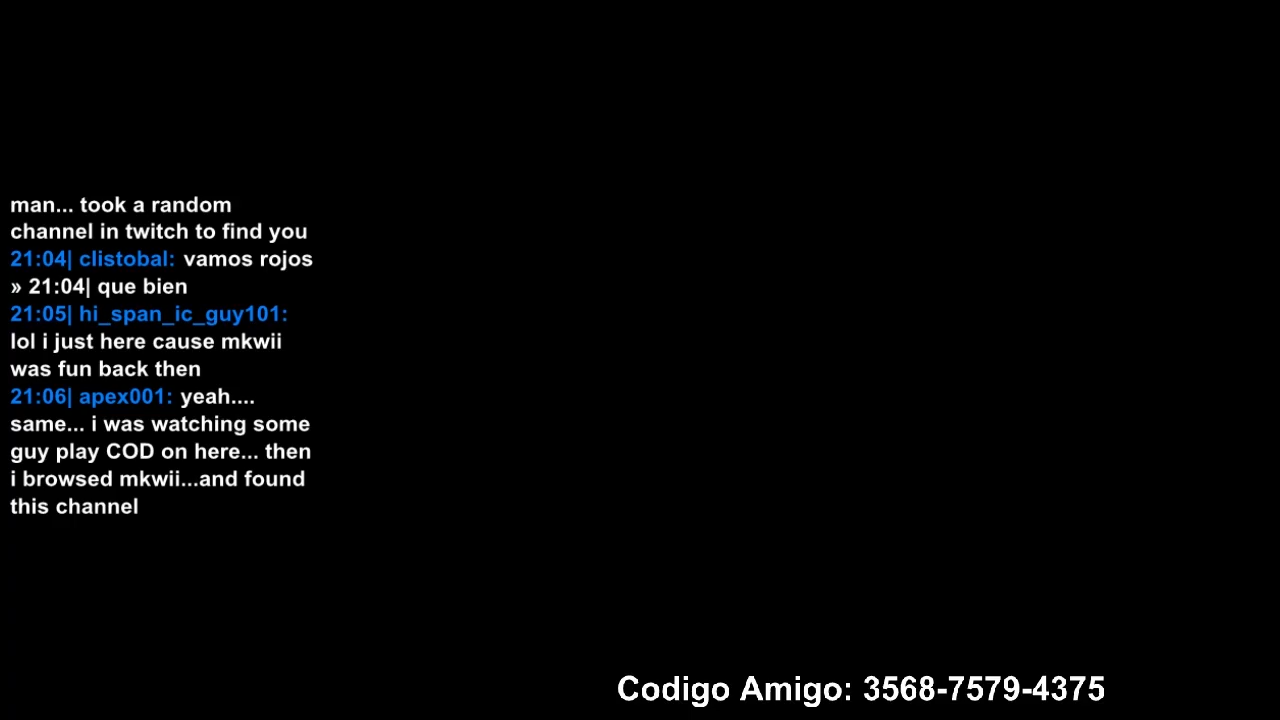 man... took a random
channel in twitch to find you
21:04| clistobal: vamos rojos
» 21:04| que bien
21:05| hi_span_ic_guy101:
lol i just here cause mkwii
was fun back then
21:06| apex001: yeah....
same... i was watching some
guy play COD on here... then
i browsed mkwii...and found
this channel
Codigo Amigo: 3568-7579-4375